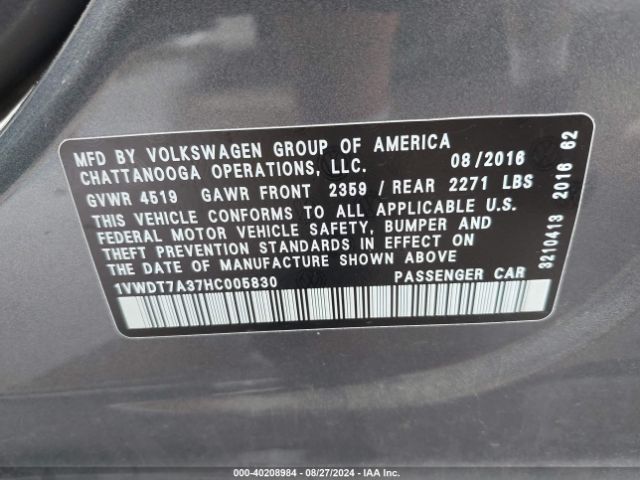 MFD BY VOLKSWAGEN GROUP OF AMERICA
CHATTANOOGA OPERATIONS, LLC. 08/2016
GVWR 4519 GAWR FRONT 2359 / REAR 2271 LBS
THIS VEHICLE CONFORMS TO ALL APPLICABLE U.S.
FEDERAL MOTOR VEHICLE SAFETY, BUMPER AND
THEFT PREVENTION STANDARDS IN EFFECT ON
THE DATE OF MANUFACTURE SHOWN ABOVE
1VWDT7A37HC005830 PASSENGER CAR
3210413 2016 62
000-40208984 - 08/27/2024 - IAA Inc.